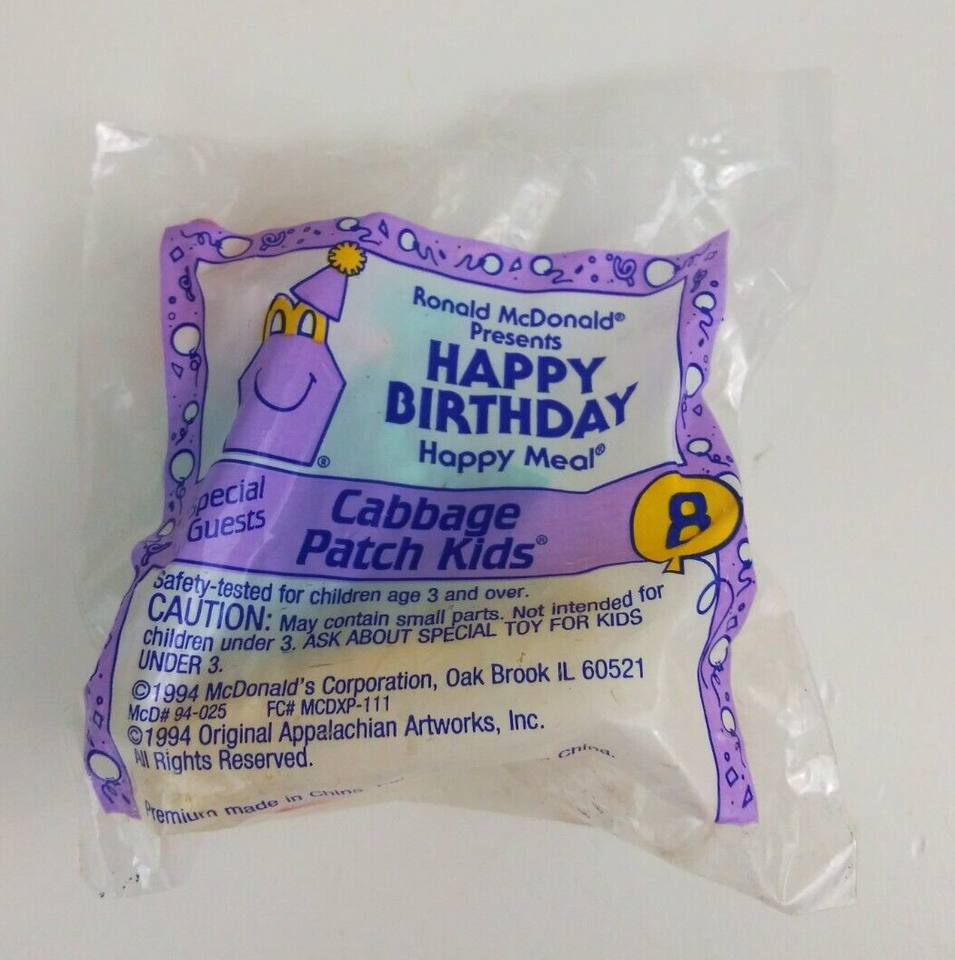 Ronald McDonald®
Presents
HAPPY
BIRTHDAY
Happy Meal®
®
Special
Guests
Cabbage
Patch Kids®
8
Safety-tested for children age 3 and over.
CAUTION: May contain small parts. Not intended for
children under 3. ASK ABOUT SPECIAL TOY FOR KIDS
UNDER 3.
©1994 McDonald's Corporation, Oak Brook IL 60521
McD# 94-025 FC# MCDXP-111
©1994 Original Appalachian Artworks, Inc.
All Rights Reserved.
Premium made in China China.